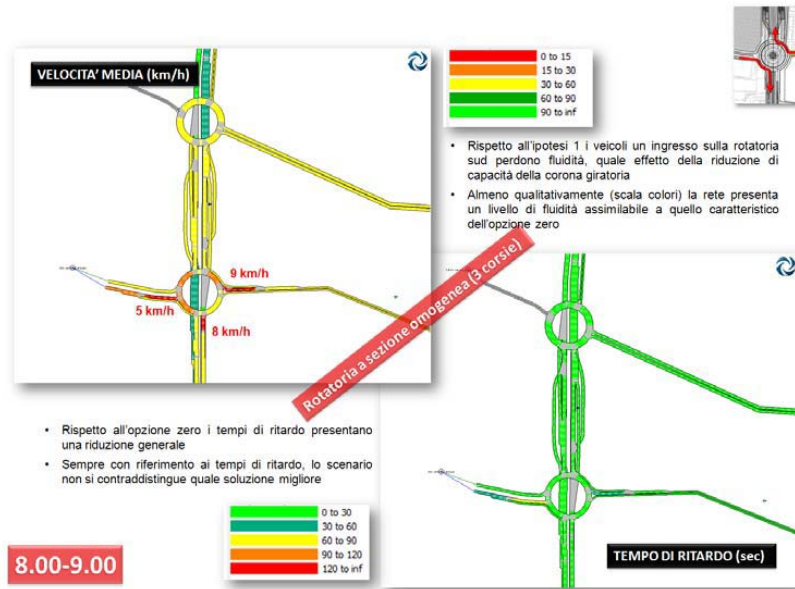 VELOCITA' MEDIA (km/h)
0 to 15
15 to 30
30 to 60
60 to 90
90 to inf
• Rispetto all'ipotesi 1 i veicoli un ingresso sulla rotatoria
sud perdono fluidità, quale effetto della riduzione di
capacità della corona giratoria
• Almeno qualitativamente (scala colori) la rete presenta
un livello di fluidità assimilabile a quello caratteristico
dell'opzione zero
9 km/h
5 km/h
8 km/h
Rotatoria a sezione omogenea (3 corsie)
• Rispetto all'opzione zero i tempi di ritardo presentano
una riduzione generale
• Sempre con riferimento ai tempi di ritardo, lo scenario
non si contraddistingue quale soluzione migliore
0 to 30
30 to 60
60 to 90
90 to 120
120 to inf
8.00-9.00
TEMPO DI RITARDO (sec)